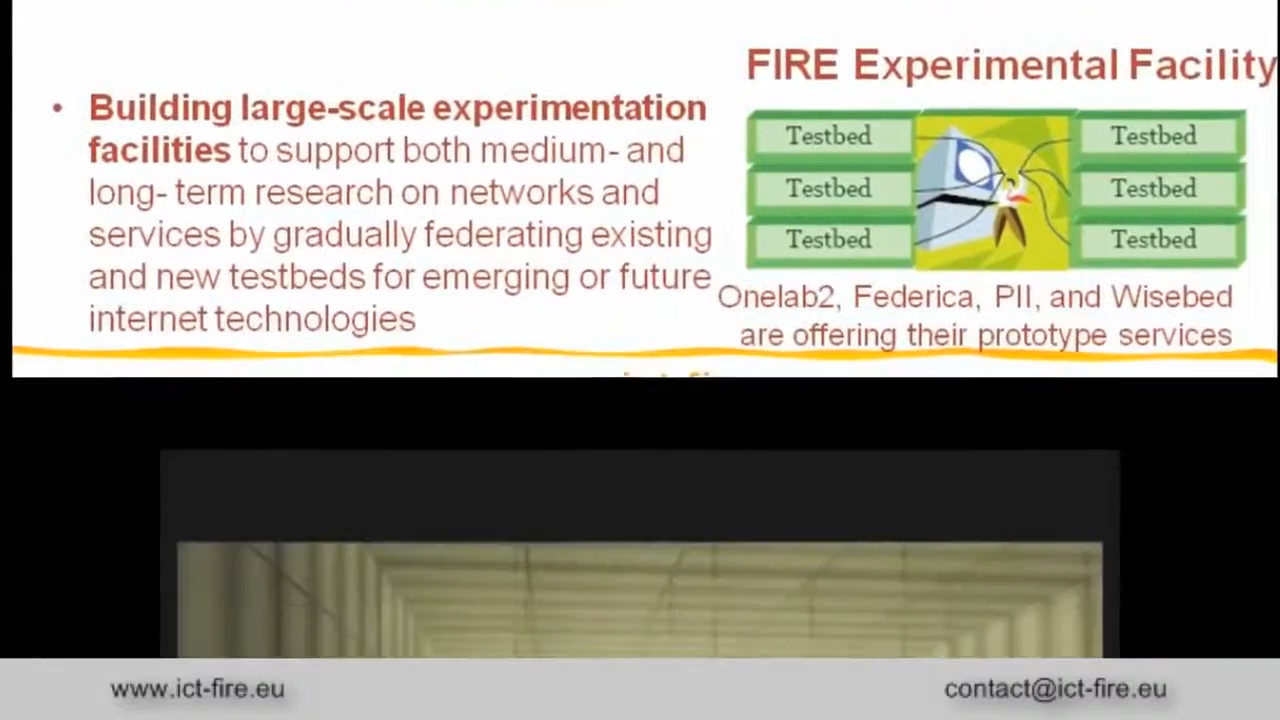 FIRE Experimental Facility
• Building large-scale experimentation
facilities to support both medium- and
long- term research on networks and
services by gradually federating existing
and new testbeds for emerging or future
internet technologies
Testbed Testbed
Testbed Testbed
Testbed Testbed
Onelab2, Federica, PII, and Wisebed
are offering their prototype services
www.ict-fire.eu
contact@ict-fire.eu